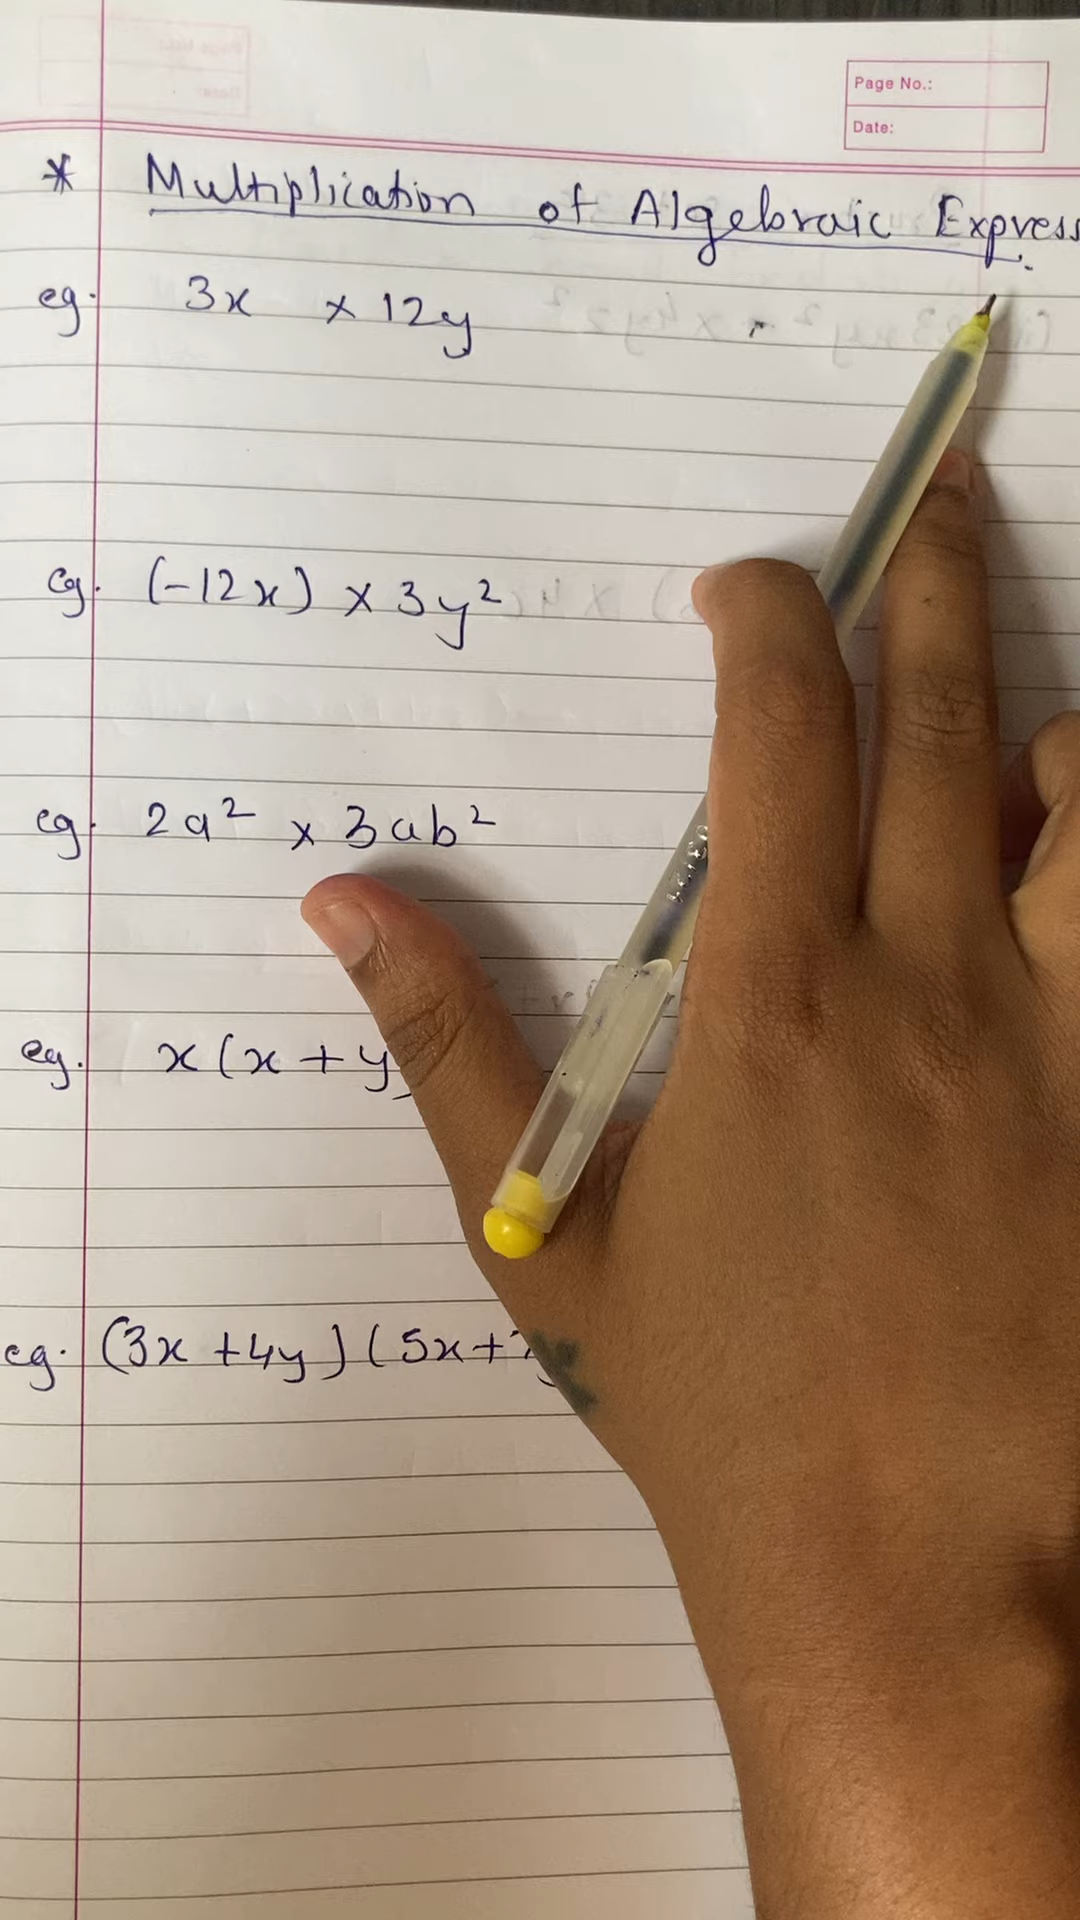 Page No.:
Date:
* Multiplication of Algebraic Express
eg. 3x × 12y
eg. (-12x) × 3y²
eg. 2a² × 3ab²
eg. x(x + y
eg. (3x + 4y) (5x +